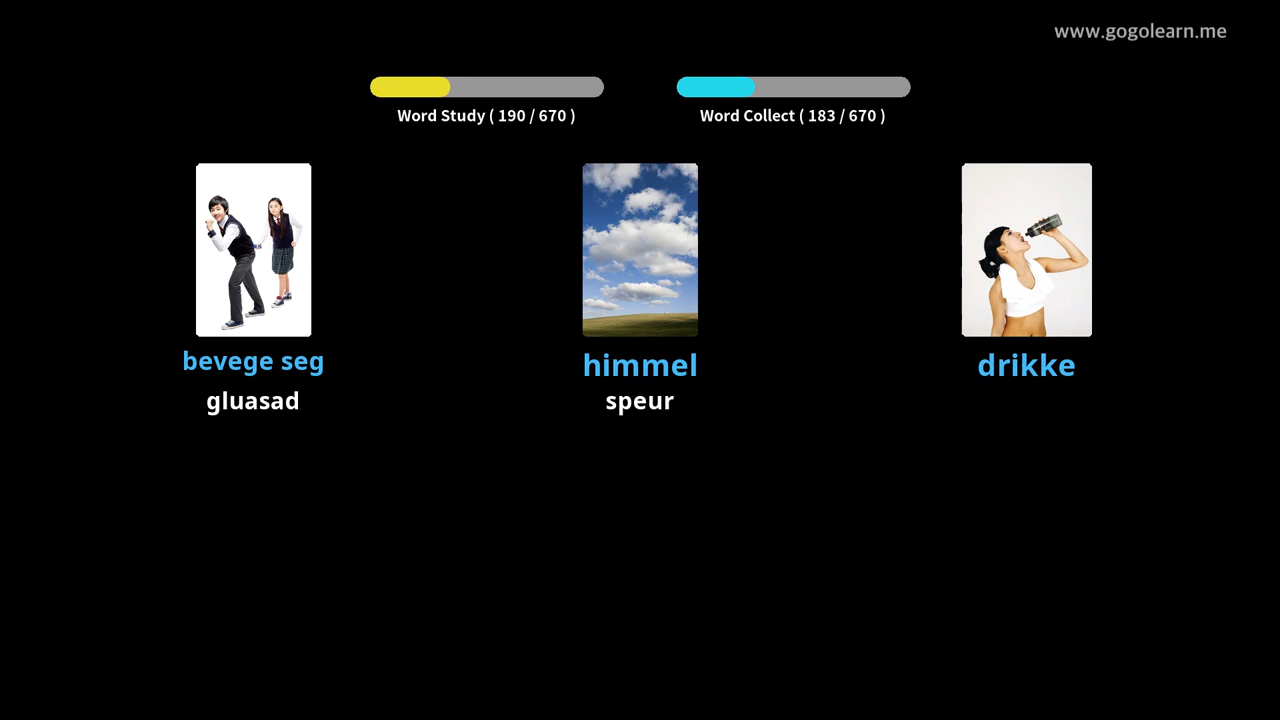 www.gogolearn.me
Word Study ( 190 / 670 )
Word Collect ( 183 / 670 )
bevege seg
himmel
drikke
gluasad
speur